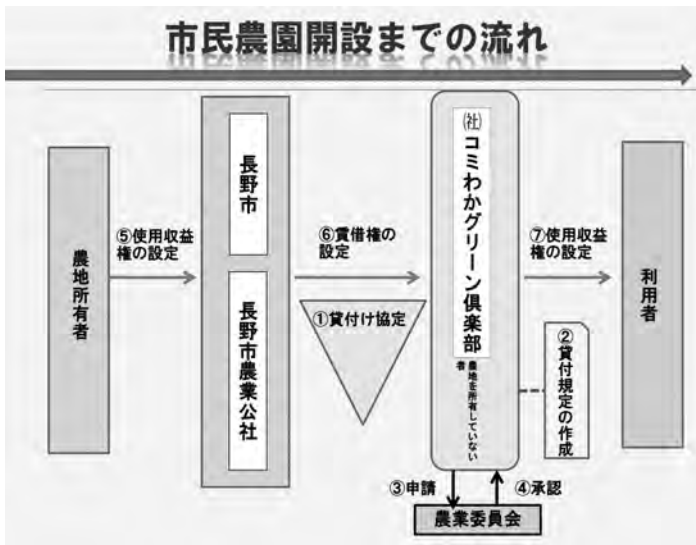 市民農園開設までの流れ
農地所有者
⑤使用収益
権の設定
長野市
長野市農業公社
⑥賃借権の
設定
①貸付け協定
㈳コミわかグリーン倶楽部
農地を所有していない
者
⑦使用収益
権の設定
②貸付規定の作成
利用者
③申請
④承認
農業委員会